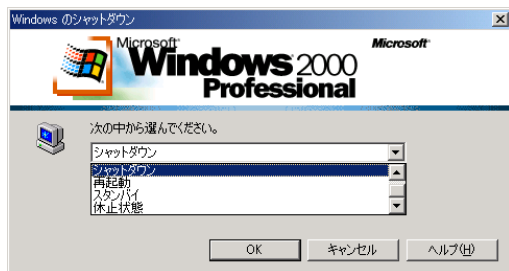 Windows のシャットダウン
Microsoft
Windows 2000
Professional
Microsoft
次の中から選んでください。
シャットダウン
シャットダウン
再起動
スタンバイ
休止状態
OK
キャンセル
ヘルプ(H)